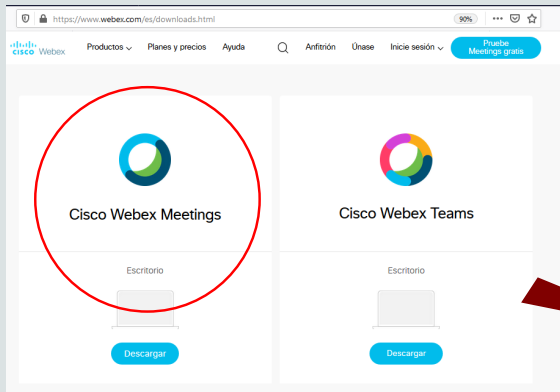 https://www.webex.com/es/downloads.html 90%
cisco Webex Productos Planes y precios Ayuda Anfitrión Únase Inicie sesión Pruebe
Meetings gratis
Cisco Webex Meetings
Cisco Webex Teams
Escritorio
Escritorio
Descargar
Descargar